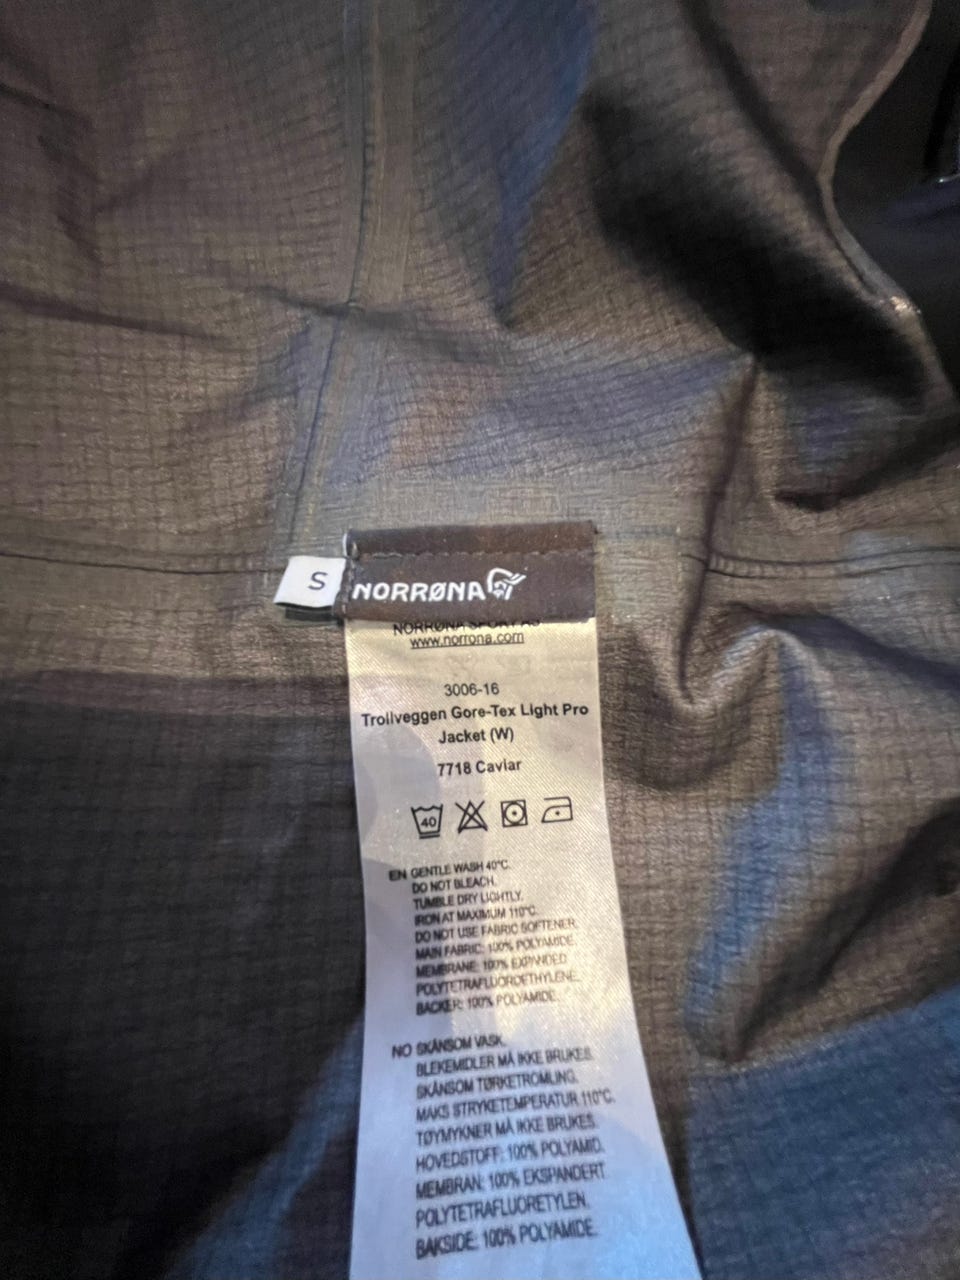 S
NORRØNA
NORRØNA SPORT AS
www.norrona.com
3006-16
Trollveggen Gore-Tex Light Pro
Jacket (W)
7718 Caviar
40
EN GENTLE WASH 40°C.
DO NOT BLEACH.
TUMBLE DRY LIGHTLY.
IRON AT MAXIMUM 110°C.
DO NOT USE FABRIC SOFTENER.
MAIN FABRIC: 100% POLYAMIDE.
MEMBRANE: 100% EXPANDED
POLYTETRAFLUOROETHYLENE.
BACKER: 100% POLYAMIDE.
NO SKÅNSOM VASK.
BLEKEMIDLER MÅ IKKE BRUKES.
SKÅNSOM TØRKETROMLING.
MAKS STRYKETEMPERATUR 110°C.
TØYMYKNER MÅ IKKE BRUKES.
HOVEDSTOFF: 100% POLYAMID.
MEMBRAN: 100% EKSPANDERT
POLYTETRAFLUORETYLEN.
BAKSIDE: 100% POLYAMIDE.